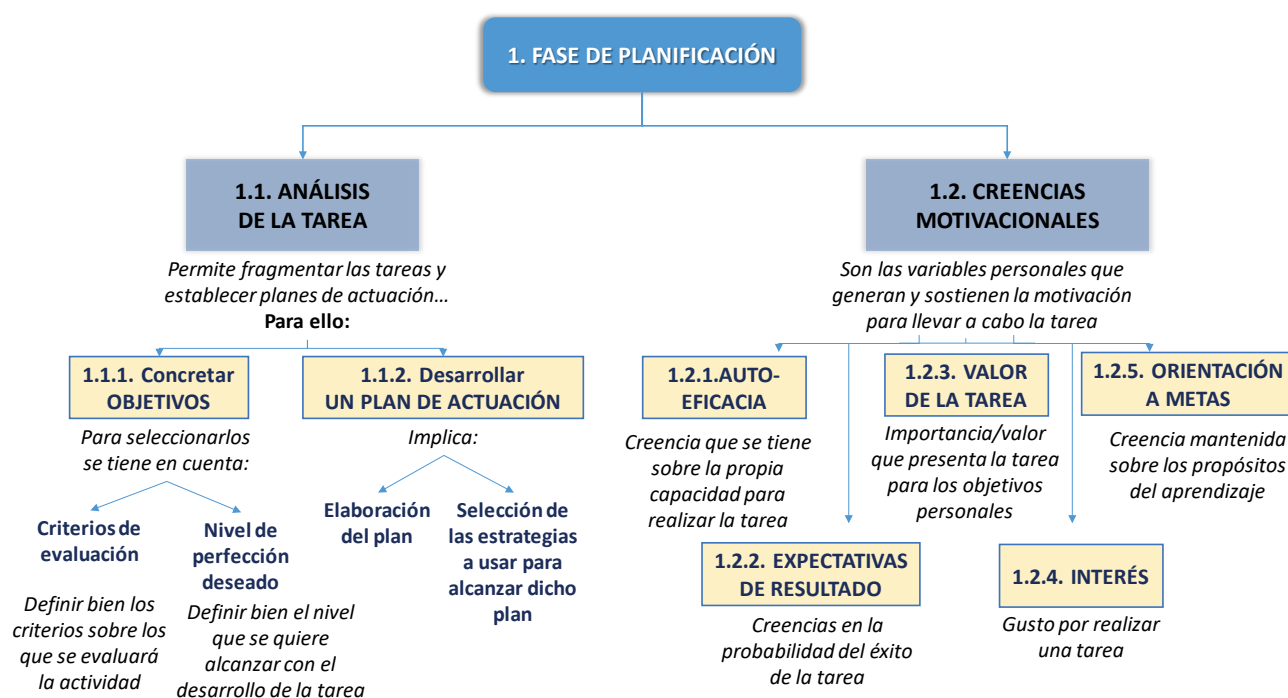 1. FASE DE PLANIFICACIÓN
1.1. ANÁLISIS
DE LA TAREA
Permite fragmentar las tareas y
establecer planes de actuación...
Para ello:
1.1.1. Concretar
OBJETIVOS
Para seleccionarlos
se tiene en cuenta:
Criterios de
evaluación
Definir bien los
criterios sobre los
que se evaluará
la actividad
Nivel de
perfección
deseado
Definir bien el nivel
que se quiere
alcanzar con el
desarrollo de la tarea
1.1.2. Desarrollar
UN PLAN DE ACTUACIÓN
Implica:
Elaboración
del plan
Selección de
las estrategias
a usar para
alcanzar dicho
plan
1.2. CREENCIAS
MOTIVACIONALES
Son las variables personales que
generan y sostienen la motivación
para llevar a cabo la tarea
1.2.1.AUTO-
EFICACIA
Creencia que se tiene
sobre la propia
capacidad para
realizar la tarea
1.2.2. EXPECTATIVAS
DE RESULTADO
Creencias en la
probabilidad del éxito
de la tarea
1.2.3. VALOR
DE LA TAREA
Importancia/valor
que presenta la tarea
para los objetivos
personales
1.2.4. INTERÉS
Gusto por realizar
una tarea
1.2.5. ORIENTACIÓN
A METAS
Creencia mantenida
sobre los propósitos
del aprendizaje